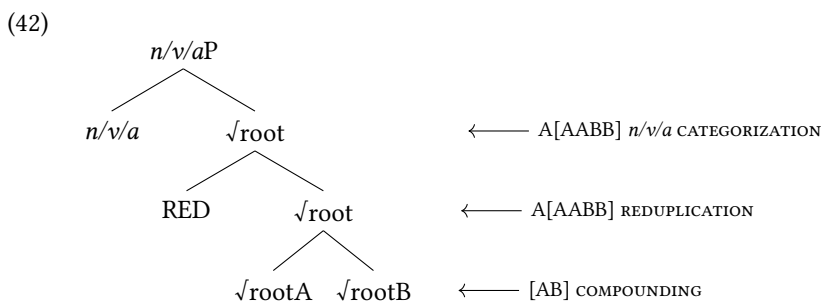 (42)
n/v/aP
n/v/a √root A[AABB] n/v/a CATEGORIZATION
RED √root A[AABB] REDUPLICATION
√rootA √rootB [AB] COMPOUNDING